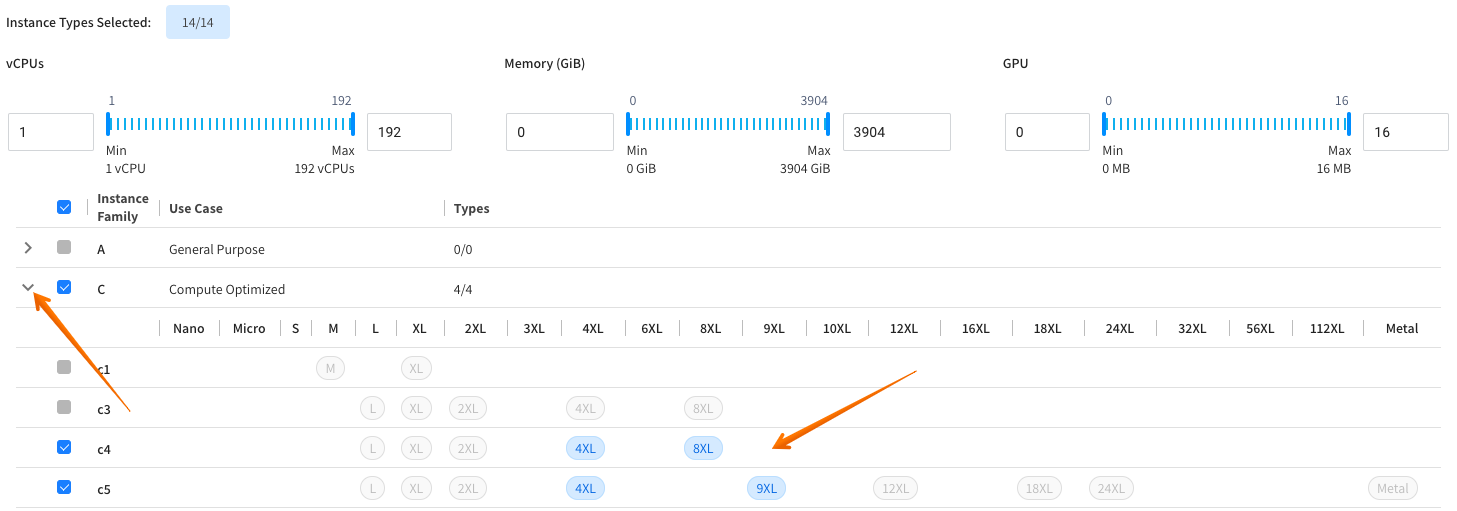 Instance Types Selected: 14/14
vCPUs Memory (GiB) GPU
1 192 0 3904 0 16
1 192 0 3904 0 16
Min Max Min Max Min Max
1 vCPU 192 vCPUs 0 GiB 3904 GiB 0 MB 16 MB
Instance Family Use Case Types
A General Purpose 0/0
C Compute Optimized 4/4
Nano Micro S M L XL 2XL 3XL 4XL 6XL 8XL 9XL 10XL 12XL 16XL 18XL 24XL 32XL 56XL 112XL Metal
c1 M XL
c3 L XL 2XL 4XL 8XL
c4 L XL 2XL 4XL 8XL
c5 L XL 2XL 4XL 9XL 12XL 18XL 24XL Metal